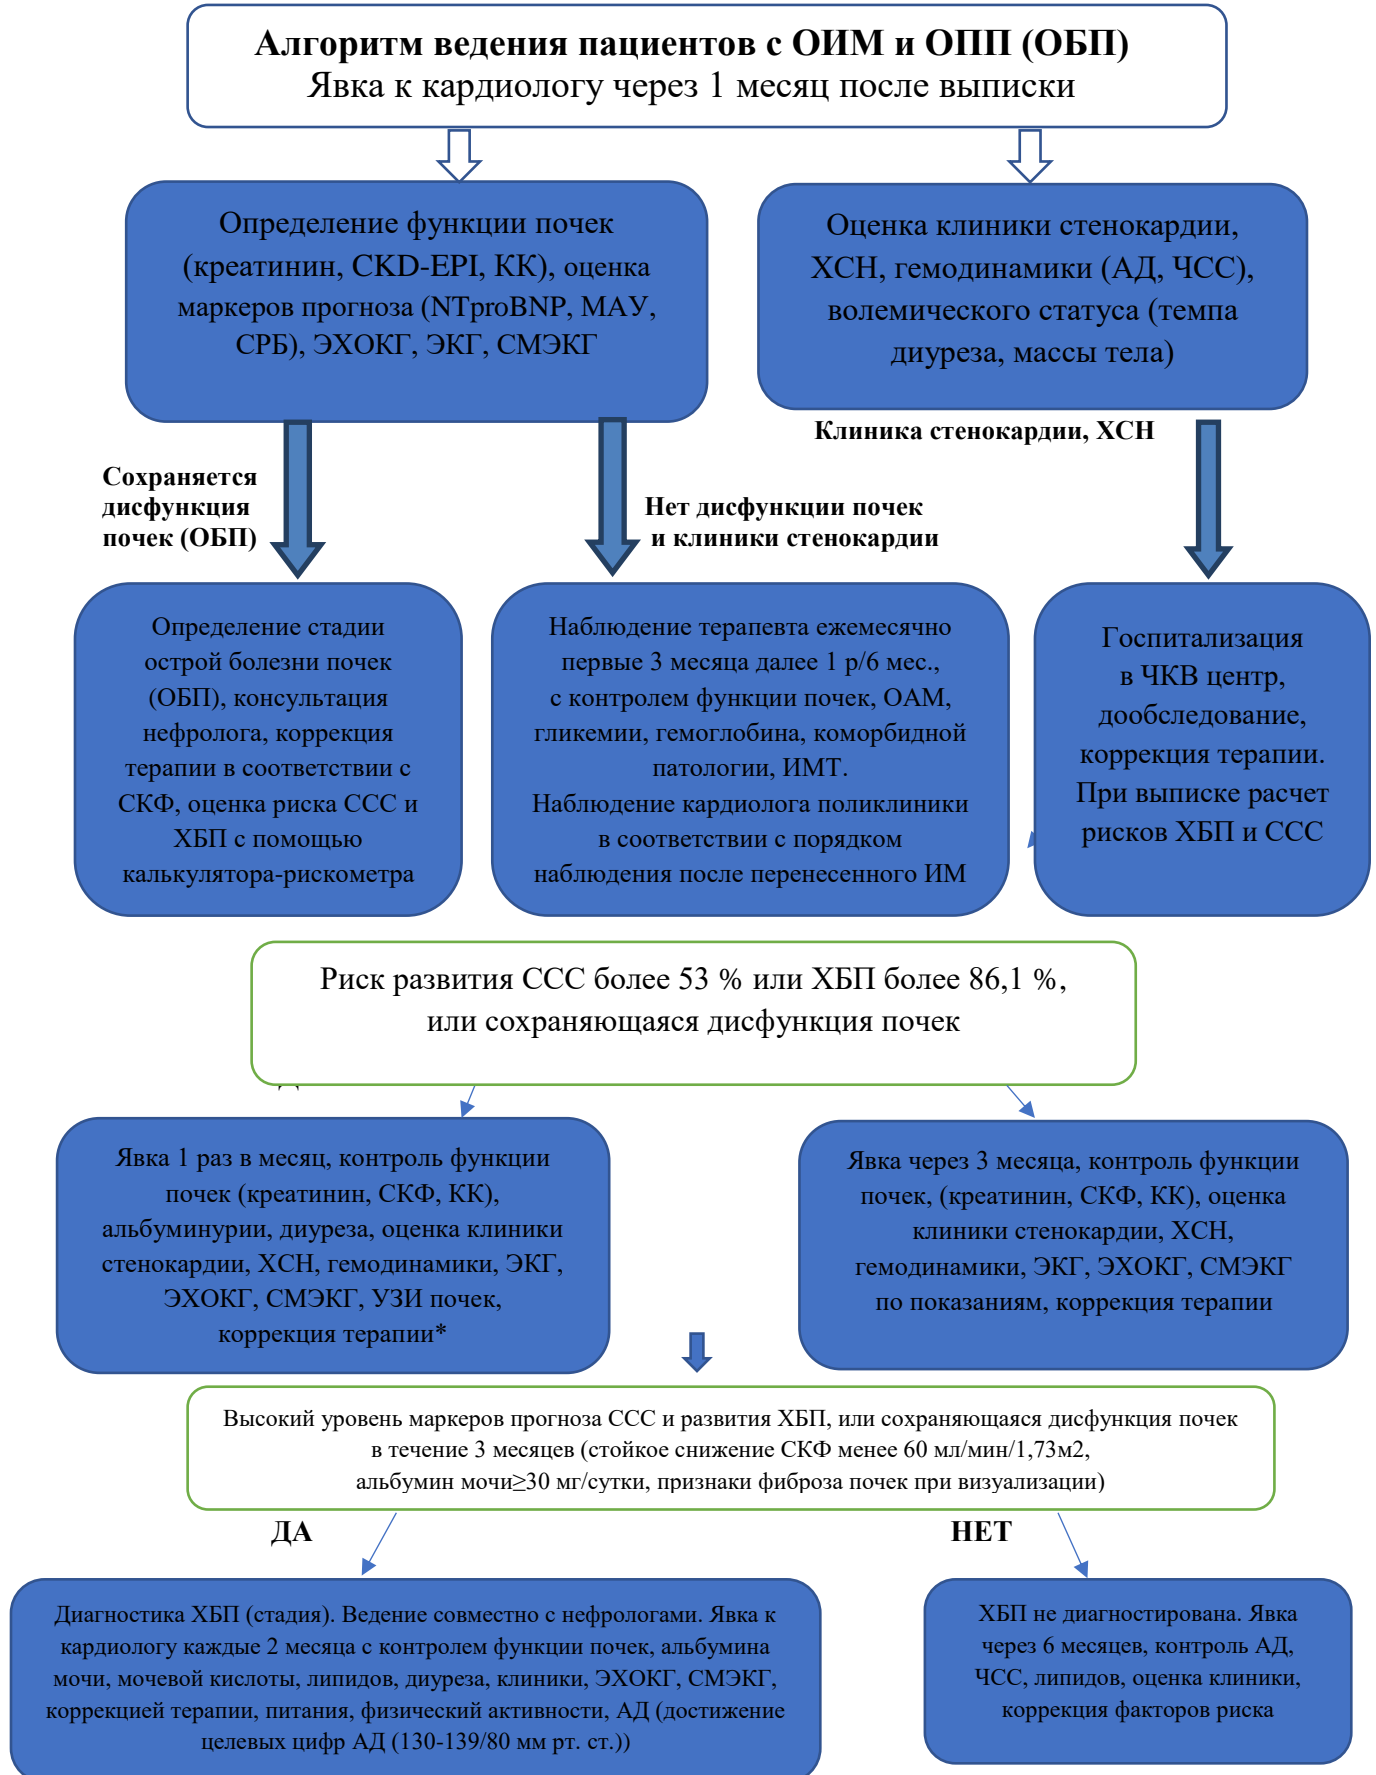 Алгоритм ведения пациентов с ОИМ и ОПП (ОБП)
Явка к кардиологу через 1 месяц после выписки
Определение функции почек
(креатинин, CKD-EPI, КК), оценка
маркеров прогноза (NTproBNP, МАУ,
СРБ), ЭХОКГ, ЭКГ, СМЭКГ
Оценка клиники стенокардии,
ХСН, гемодинамики (АД, ЧСС),
волемического статуса (темпа
диуреза, массы тела)
Клиника стенокардии, ХСН
Сохраняется
дисфункция
почек (ОБП)
Нет дисфункции почек
и клиники стенокардии
Определение стадии
острой болезни почек
(ОБП), консультация
нефролога, коррекция
терапии в соответствии с
СКФ, оценка риска ССС и
ХБП с помощью
калькулятора-рискометра
Наблюдение терапевта ежемесячно
первые 3 месяца далее 1 р/6 мес.,
с контролем функции почек, ОАМ,
гликемии, гемоглобина, коморбидной
патологии, ИМТ.
Наблюдение кардиолога поликлиники
в соответствии с порядком
наблюдения после перенесенного ИМ
Госпитализация
в ЧКВ центр,
дообследование,
коррекция терапии.
При выписке расчет
рисков ХБП и ССС
Риск развития ССС более 53 % или ХБП более 86,1 %,
или сохраняющаяся дисфункция почек
Явка 1 раз в месяц, контроль функции
почек (креатинин, СКФ, КК),
альбуминурии, диуреза, оценка клиники
стенокардии, ХСН, гемодинамики, ЭКГ,
ЭХОКГ, СМЭКГ, УЗИ почек,
коррекция терапии*
Явка через 3 месяца, контроль функции
почек, (креатинин, СКФ, КК), оценка
клиники стенокардии, ХСН,
гемодинамики, ЭКГ, ЭХОКГ, СМЭКГ
по показаниям, коррекция терапии
Высокий уровень маркеров прогноза ССС и развития ХБП, или сохраняющаяся дисфункция почек
в течение 3 месяцев (стойкое снижение СКФ менее 60 мл/мин/1,73м2,
альбумин мочи≥30 мг/сутки, признаки фиброза почек при визуализации)
ДА
НЕТ
Диагностика ХБП (стадия). Ведение совместно с нефрологами. Явка к
кардиологу каждые 2 месяца с контролем функции почек, альбумина
мочи, мочевой кислоты, липидов, диуреза, клиники, ЭХОКГ, СМЭКГ,
коррекцией терапии, питания, физический активности, АД (достижение
целевых цифр АД (130-139/80 мм рт. ст.))
ХБП не диагностирована. Явка
через 6 месяцев, контроль АД,
ЧСС, липидов, оценка клиники,
коррекция факторов риска